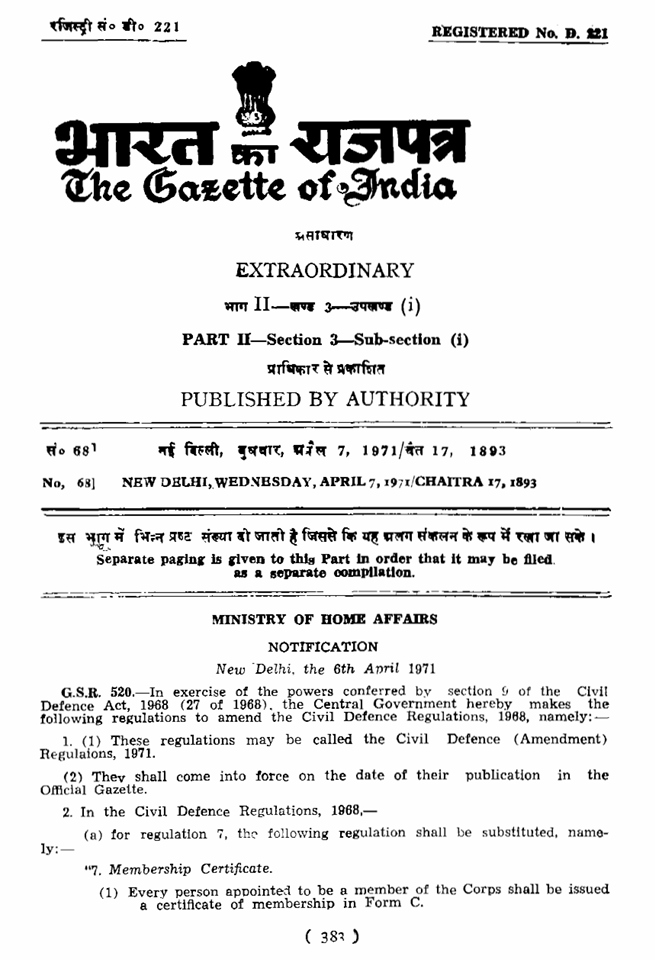 रजिस्ट्री सं० डी० 221
REGISTERED No. D. 221
भारत का राजपत्र
The Gazette of India
असाधारण
EXTRAORDINARY
भाग II—खण्ड 3—उपखण्ड (i)
PART II—Section 3—Sub-section (i)
प्राधिकार से प्रकाशित
PUBLISHED BY AUTHORITY
सं० 68]
नई दिल्ली, बुधवार, अप्रैल 7, 1971/चैत 17, 1893
No, 68]
NEW DELHI, WEDNESDAY, APRIL 7, 1971/CHAITRA 17, 1893
इस भाग में भिन्न प्रष्ट संख्या दी जाती है जिससे कि यह अलग संकलन के रूप में रखा जा सके।
Separate paging is given to this Part in order that it may be filed
as a separate compilation.
MINISTRY OF HOME AFFAIRS
NOTIFICATION
New Delhi, the 6th April 1971
G.S.R. 520.—In exercise of the powers conferred by section 9 of the Civil
Defence Act, 1968 (27 of 1968), the Central Government hereby makes the
following regulations to amend the Civil Defence Regulations, 1968, namely:—
1. (1) These regulations may be called the Civil Defence (Amendment)
Regulaions, 1971.
(2) They shall come into force on the date of their publication in the
Official Gazette.
2. In the Civil Defence Regulations, 1968,—
(a) for regulation 7, the following regulation shall be substituted, name-
ly:—
"7. Membership Certificate.
(1) Every person appointed to be a member of the Corps shall be issued
a certificate of membership in Form C.
( 383 )